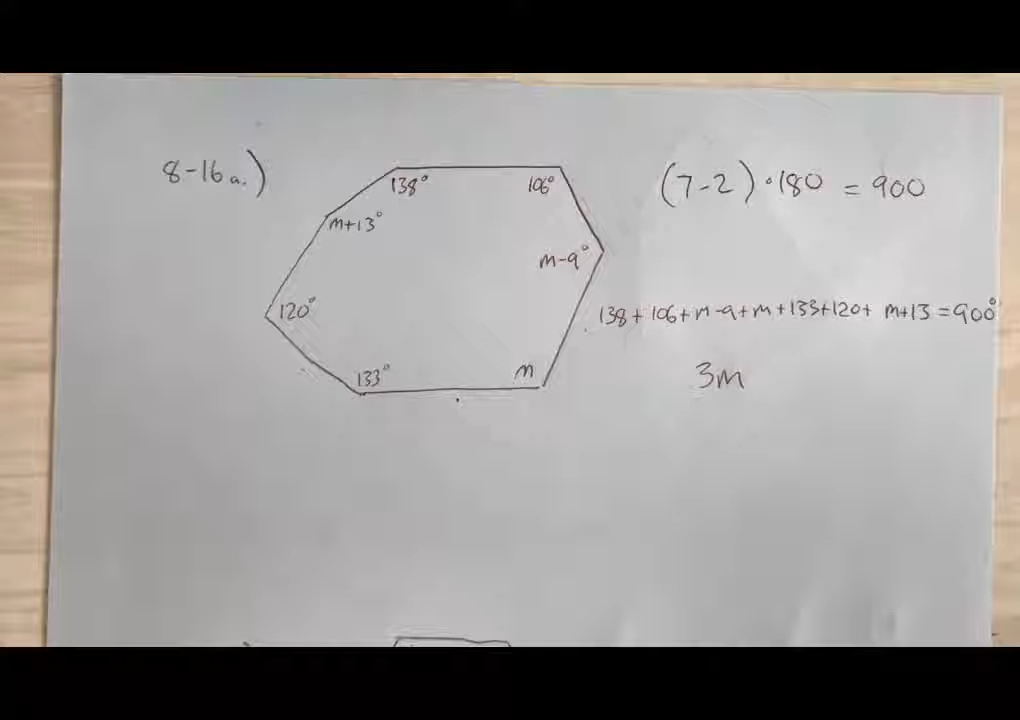 8-16a.)
(7-2)·180 = 900
138°
106°
m+13°
m-9°
120°
138+106+m-9+m+133+120+ m+13=900°
133°
m
3m